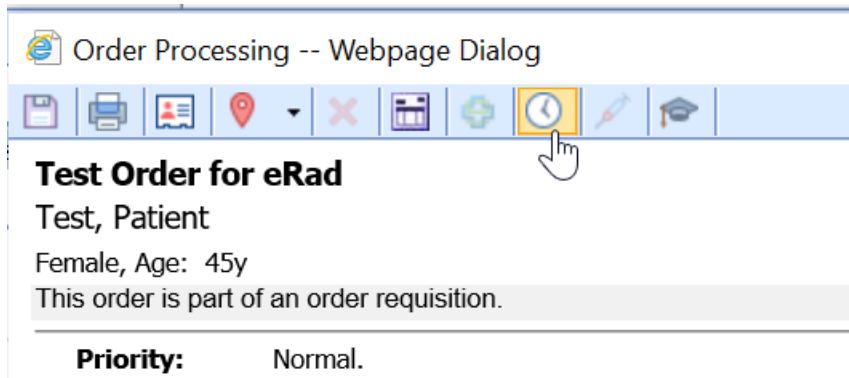 Order Processing -- Webpage Dialog
Test Order for eRad
Test, Patient
Female, Age: 45y
This order is part of an order requisition.
Priority: Normal.